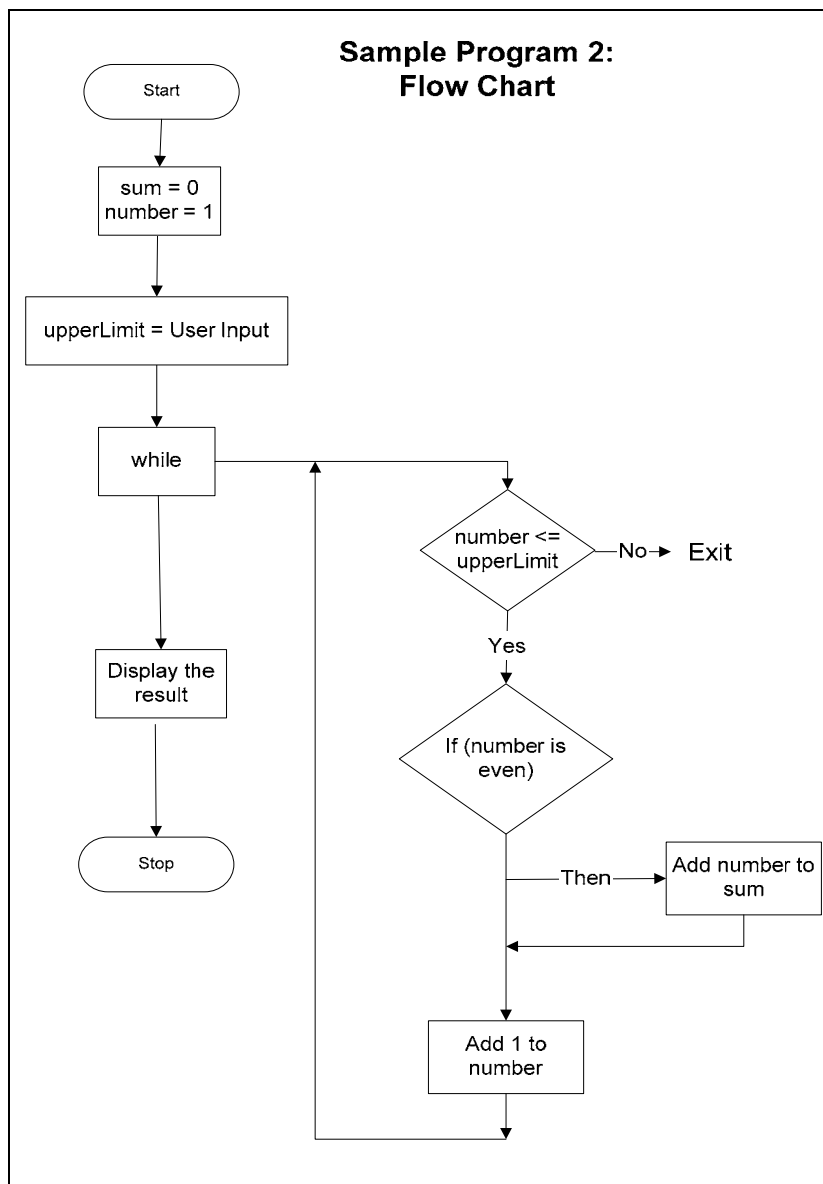 Sample Program 2:
Flow Chart
Start
sum = 0
number = 1
upperLimit = User Input
while
number <=
upperLimit
No
Exit
Yes
Display the
result
If (number is
even)
Stop
Then
Add number to
sum
Add 1 to
number